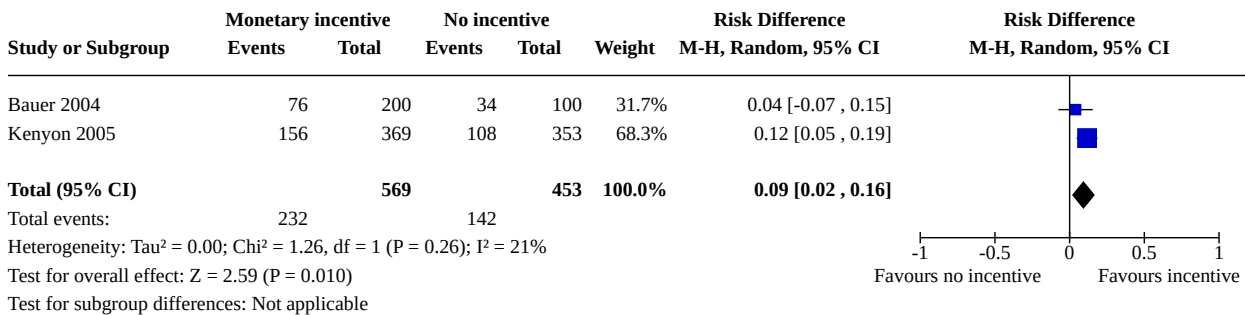 Monetary incentive No incentive Risk Difference Risk Difference
Study or Subgroup Events Total Events Total Weight M-H, Random, 95% CI M-H, Random, 95% CI
Bauer 2004 76 200 34 100 31.7% 0.04 [-0.07 , 0.15]
Kenyon 2005 156 369 108 353 68.3% 0.12 [0.05 , 0.19]
Total (95% CI) 569 453 100.0% 0.09 [0.02 , 0.16]
Total events: 232 142
Heterogeneity: Tau² = 0.00; Chi² = 1.26, df = 1 (P = 0.26); I² = 21%
-1 -0.5 0 0.5 1
Test for overall effect: Z = 2.59 (P = 0.010)
Favours no incentive Favours incentive
Test for subgroup differences: Not applicable